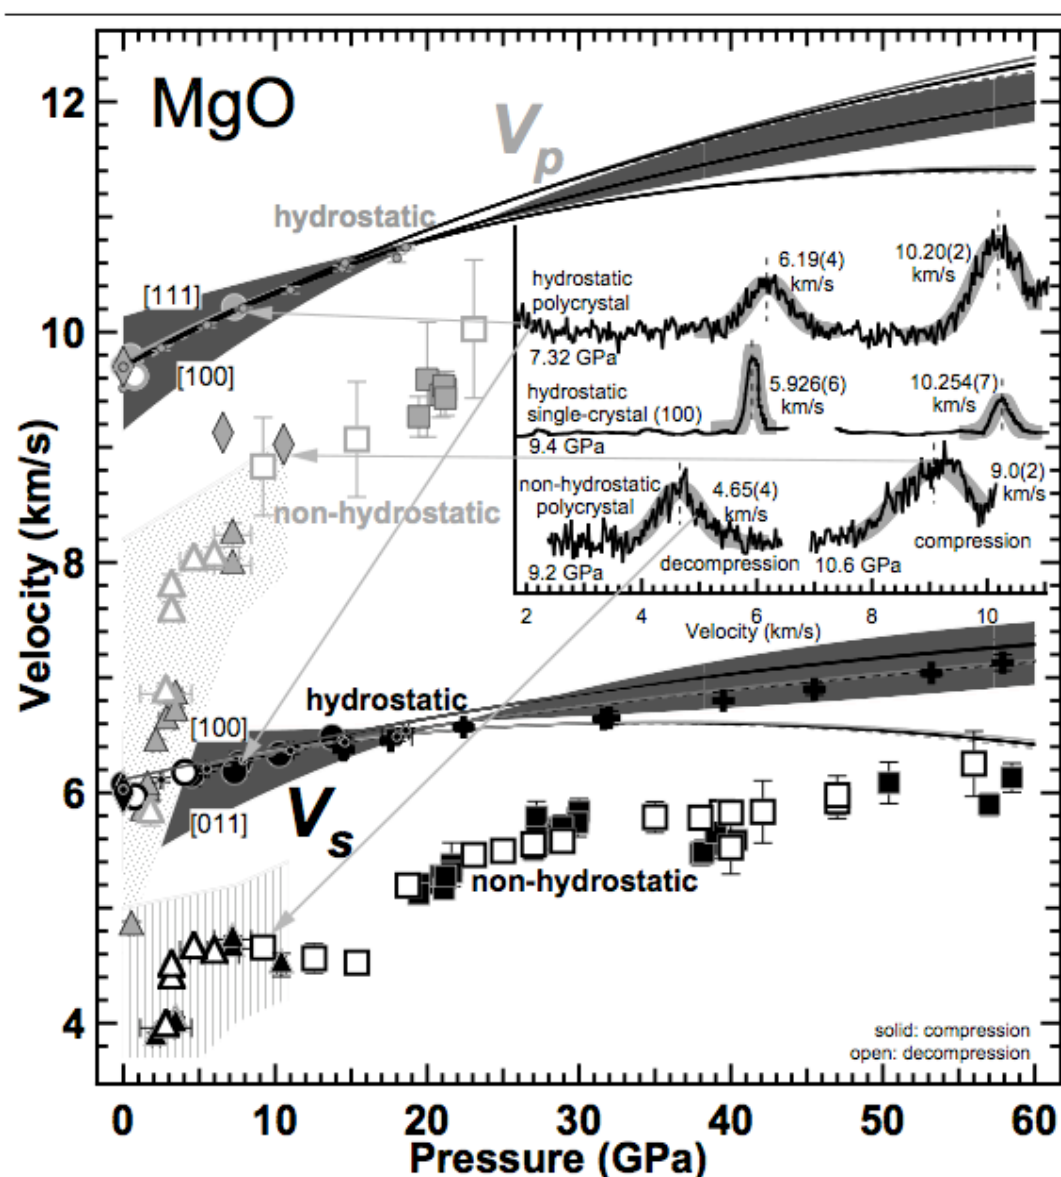 MgO
Vp
hydrostatic
[111]
[100]
non-hydrostatic
hydrostatic
polycrystal
7.32 GPa
6.19(4)
km/s
10.20(2)
km/s
hydrostatic
single-crystal (100)
9.4 GPa
5.926(6)
km/s
10.254(7)
km/s
non-hydrostatic
polycrystal
9.2 GPa
4.65(4)
km/s
decompression
10.6 GPa
9.0(2)
km/s
compression
2 4 6 8 10
Velocity (km/s)
[100]
hydrostatic
[011]
Vs
non-hydrostatic
solid: compression
open: decompression
12
10
8
6
4
Velocity (km/s)
0 10 20 30 40 50 60
Pressure (GPa)